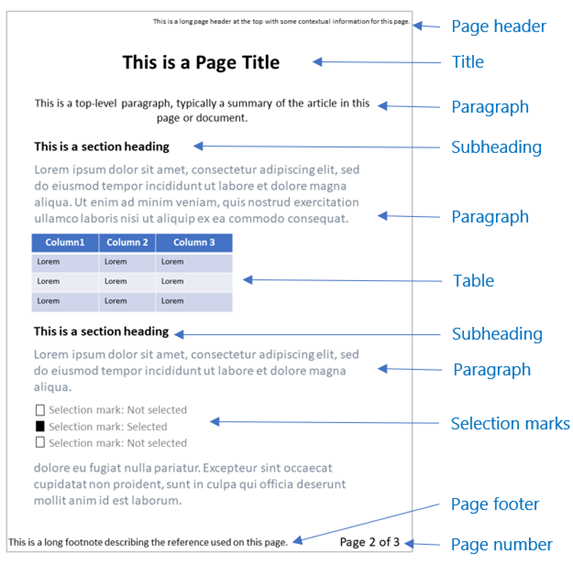 This is a long page header at the top with some contextual information for this page.
Page header
This is a Page Title
Title
This is a top-level paragraph, typically a summary of the article in this
page or document.
Paragraph
This is a section heading
Subheading
Lorem ipsum dolor sit amet, consectetur adipiscing elit, sed
do eiusmod tempor incididunt ut labore et dolore magna
aliqua. Ut enim ad minim veniam, quis nostrud exercitation
ullamco laboris nisi ut aliquip ex ea commodo consequat.
Paragraph
Column1 Column 2 Column 3
Lorem Lorem Lorem
Lorem Lorem Lorem
Lorem Lorem Lorem
Table
This is a section heading
Subheading
Lorem ipsum dolor sit amet, consectetur adipiscing elit, sed
do eiusmod tempor incididunt ut labore et dolore magna
aliqua.
Paragraph
Selection mark: Not selected
Selection mark: Selected
Selection mark: Not selected
Selection marks
dolore eu fugiat nulla pariatur. Excepteur sint occaecat
cupidatat non proident, sunt in culpa qui officia deserunt
mollit anim id est laborum.
Page footer
This is a long footnote describing the reference used on this page.
Page 2 of 3
Page number